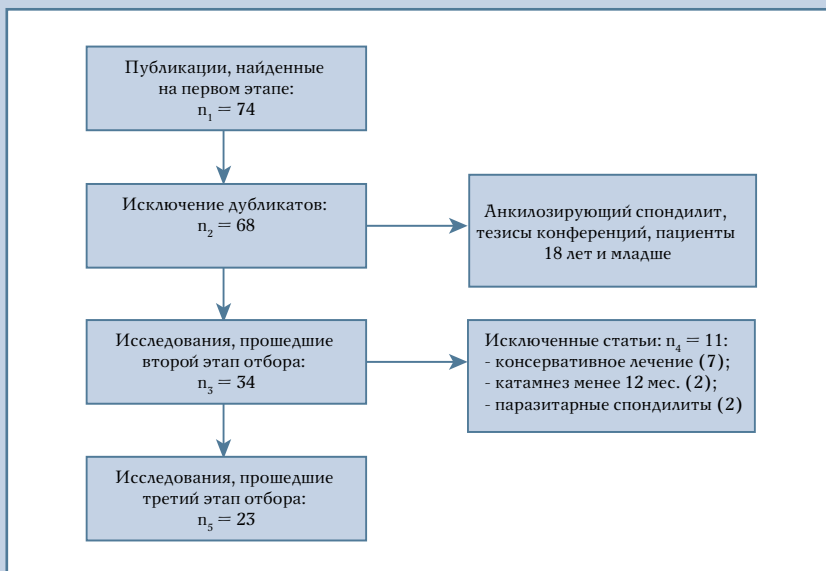 Публикации, найденные
на первом этапе:
n₁ = 74
Исключение дубликатов:
n₂ = 68
Анкилозирующий спондилит,
тезисы конференций, пациенты
18 лет и младше
Исследования, прошедшие
второй этап отбора:
n₃ = 34
Исключенные статьи: n₄ = 11:
- консервативное лечение (7);
- катамнез менее 12 мес. (2);
- паразитарные спондилиты (2)
Исследования, прошедшие
третий этап отбора:
n₅ = 23